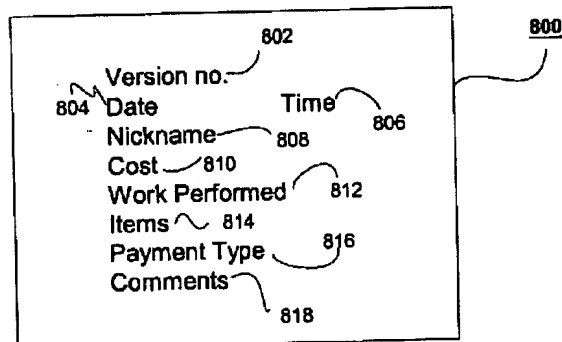 802
800
Version no.
804 Date Time 806
Nickname 808
Cost 810
Work Performed 812
Items 814
Payment Type 816
Comments 818